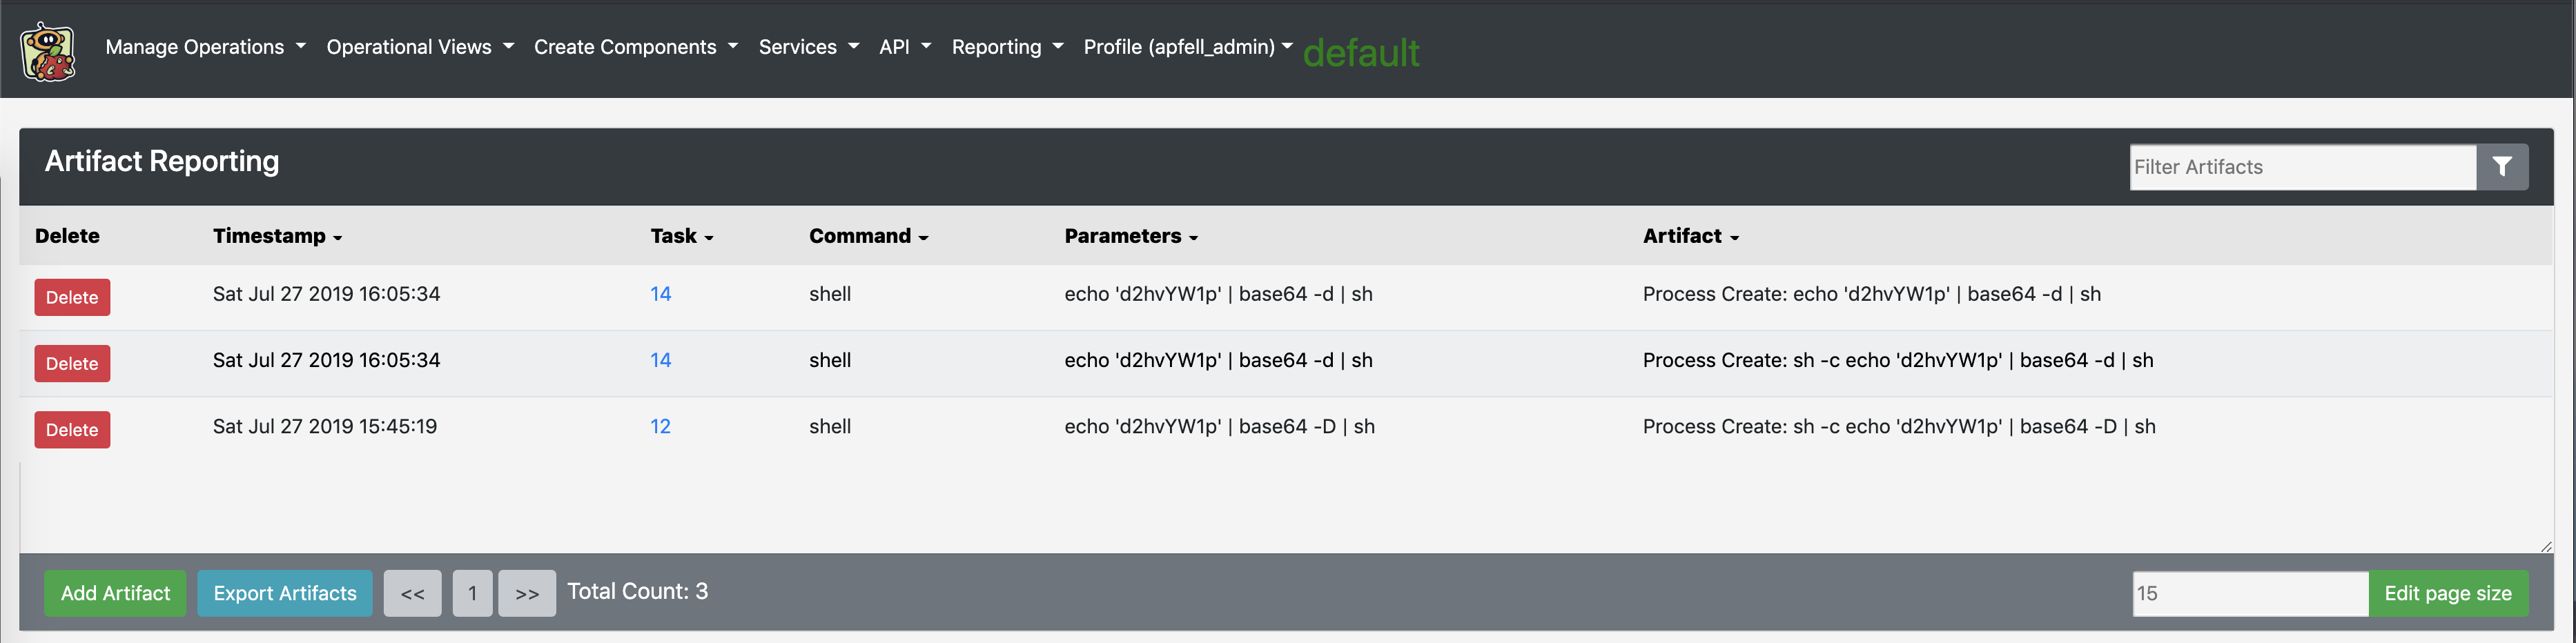 Manage Operations Operational Views Create Components Services API Reporting Profile (apfell_admin) default
Artifact Reporting Filter Artifacts
Delete Timestamp Task Command Parameters Artifact
Delete Sat Jul 27 2019 16:05:34 14 shell echo 'd2hvYW1p' | base64 -d | sh Process Create: echo 'd2hvYW1p' | base64 -d | sh
Delete Sat Jul 27 2019 16:05:34 14 shell echo 'd2hvYW1p' | base64 -d | sh Process Create: sh -c echo 'd2hvYW1p' | base64 -d | sh
Delete Sat Jul 27 2019 15:45:19 12 shell echo 'd2hvYW1p' | base64 -D | sh Process Create: sh -c echo 'd2hvYW1p' | base64 -D | sh
Add Artifact Export Artifacts << 1 >> Total Count: 3 15 Edit page size